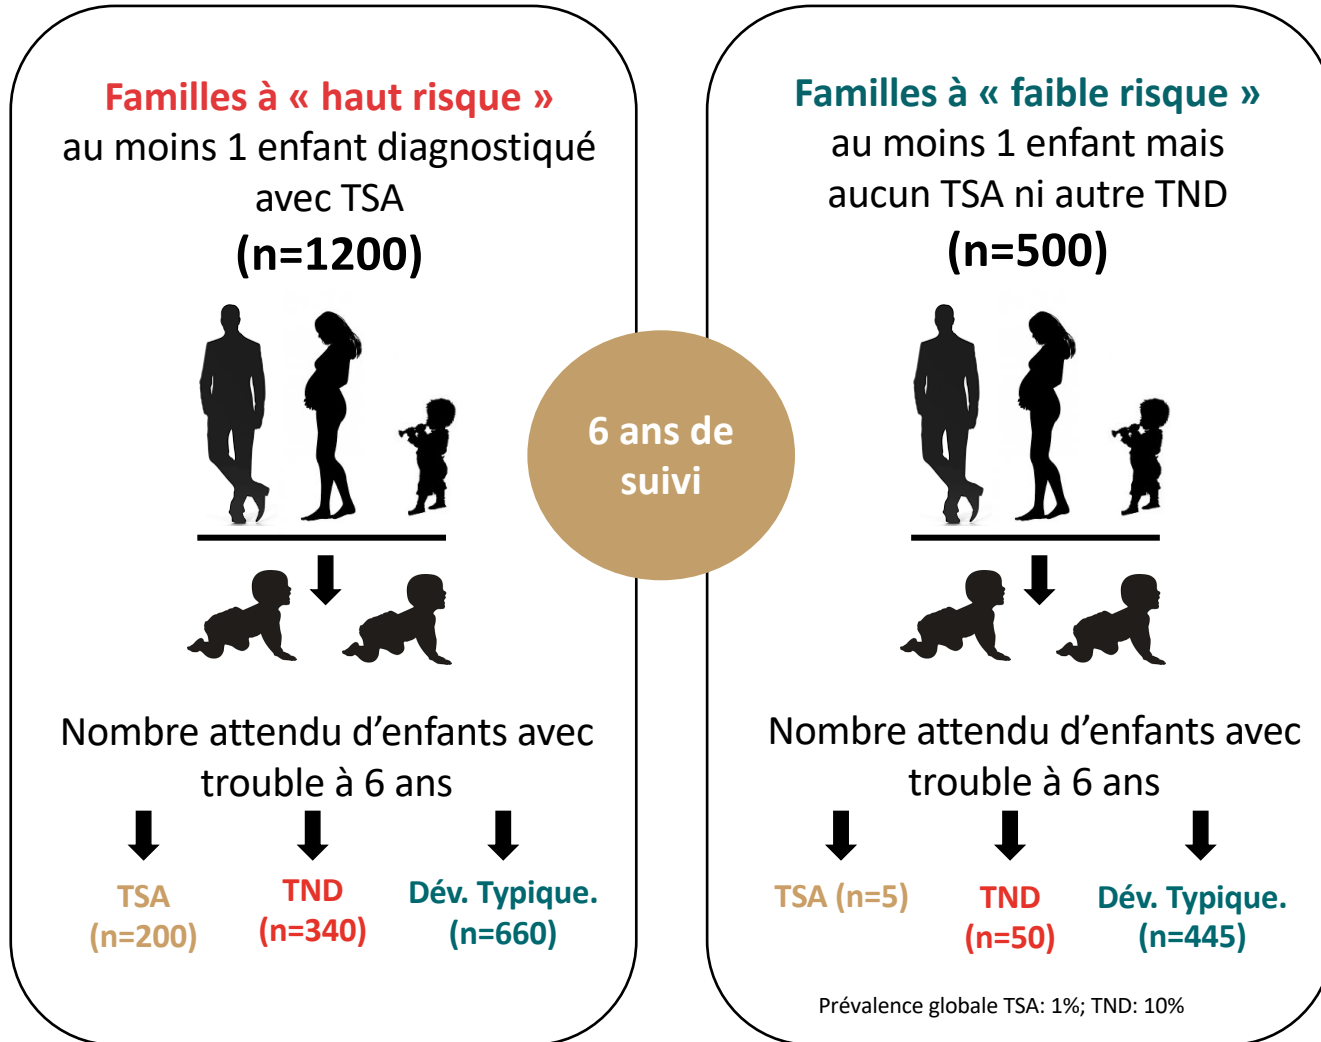 Familles à « haut risque »
au moins 1 enfant diagnostiqué
avec TSA
(n=1200)
Familles à « faible risque »
au moins 1 enfant mais
aucun TSA ni autre TND
(n=500)
6 ans de
suivi
Nombre attendu d’enfants avec
trouble à 6 ans
TSA
(n=200)
TND
(n=340)
Dév. Typique.
(n=660)
Nombre attendu d’enfants avec
trouble à 6 ans
TSA (n=5)
TND
(n=50)
Dév. Typique.
(n=445)
Prévalence globale TSA: 1%; TND: 10%